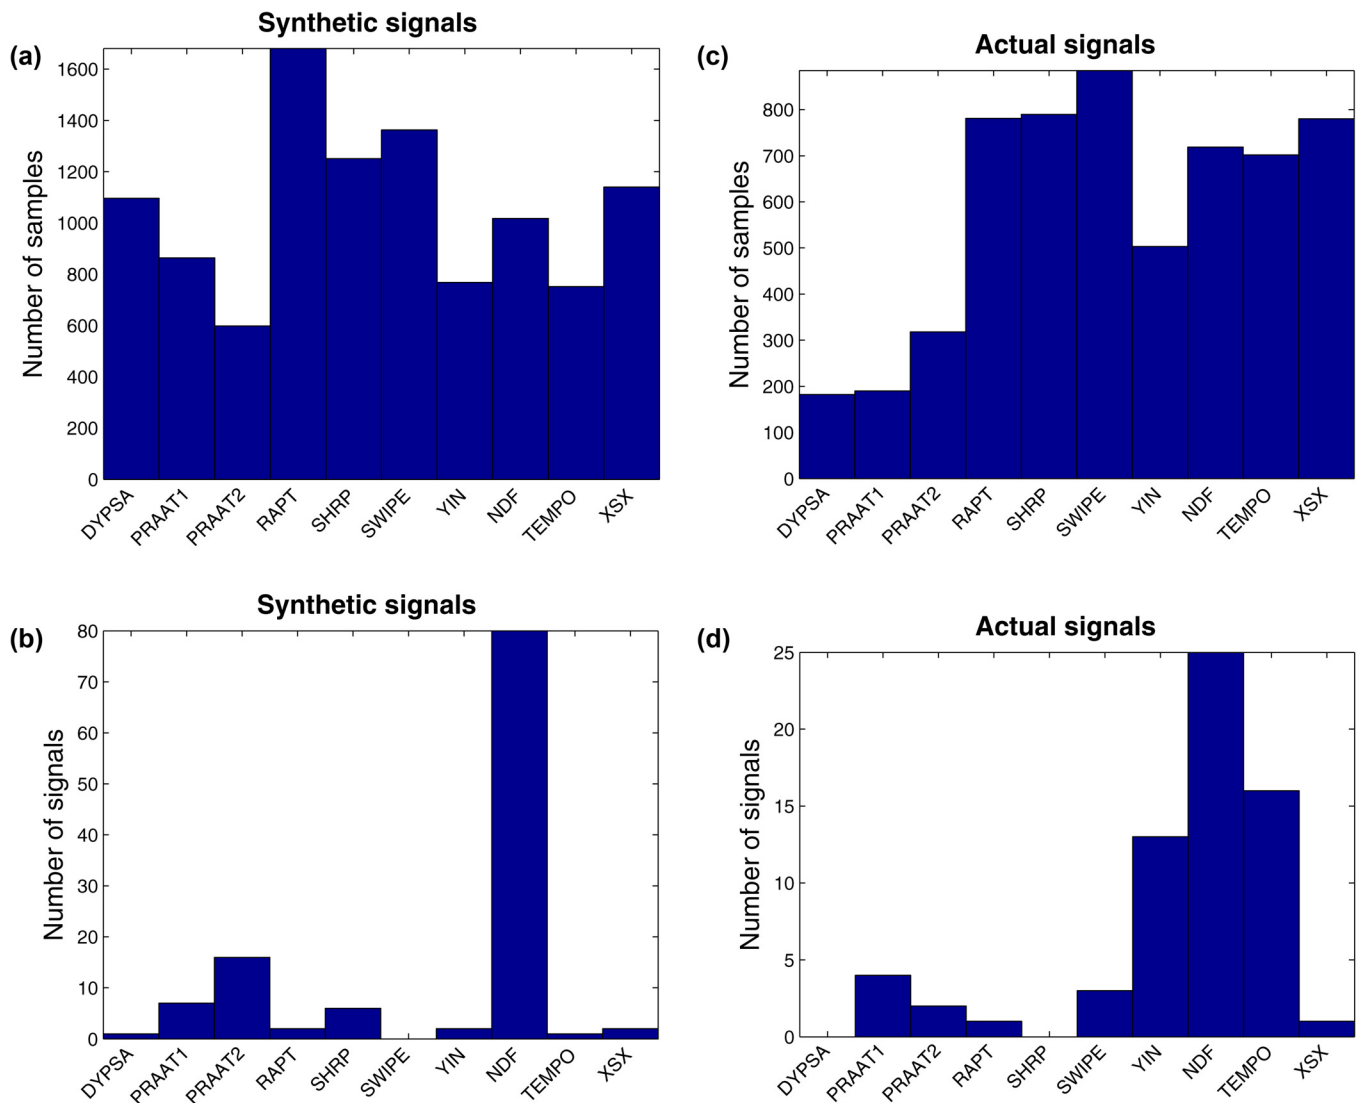 (a)
Synthetic signals
Number of samples
1600
1400
1200
1000
800
600
400
200
0
DYPSA
PRAAT1
PRAAT2
RAPT
SHRP
SWIPE
YIN
NDF
TEMPO
XSX
(c)
Actual signals
Number of samples
800
700
600
500
400
300
200
100
0
DYPSA
PRAAT1
PRAAT2
RAPT
SHRP
SWIPE
YIN
NDF
TEMPO
XSX
(b)
Synthetic signals
Number of signals
80
70
60
50
40
30
20
10
0
DYPSA
PRAAT1
PRAAT2
RAPT
SHRP
SWIPE
YIN
NDF
TEMPO
XSX
(d)
Actual signals
Number of signals
25
20
15
10
5
0
DYPSA
PRAAT1
PRAAT2
RAPT
SHRP
SWIPE
YIN
NDF
TEMPO
XSX